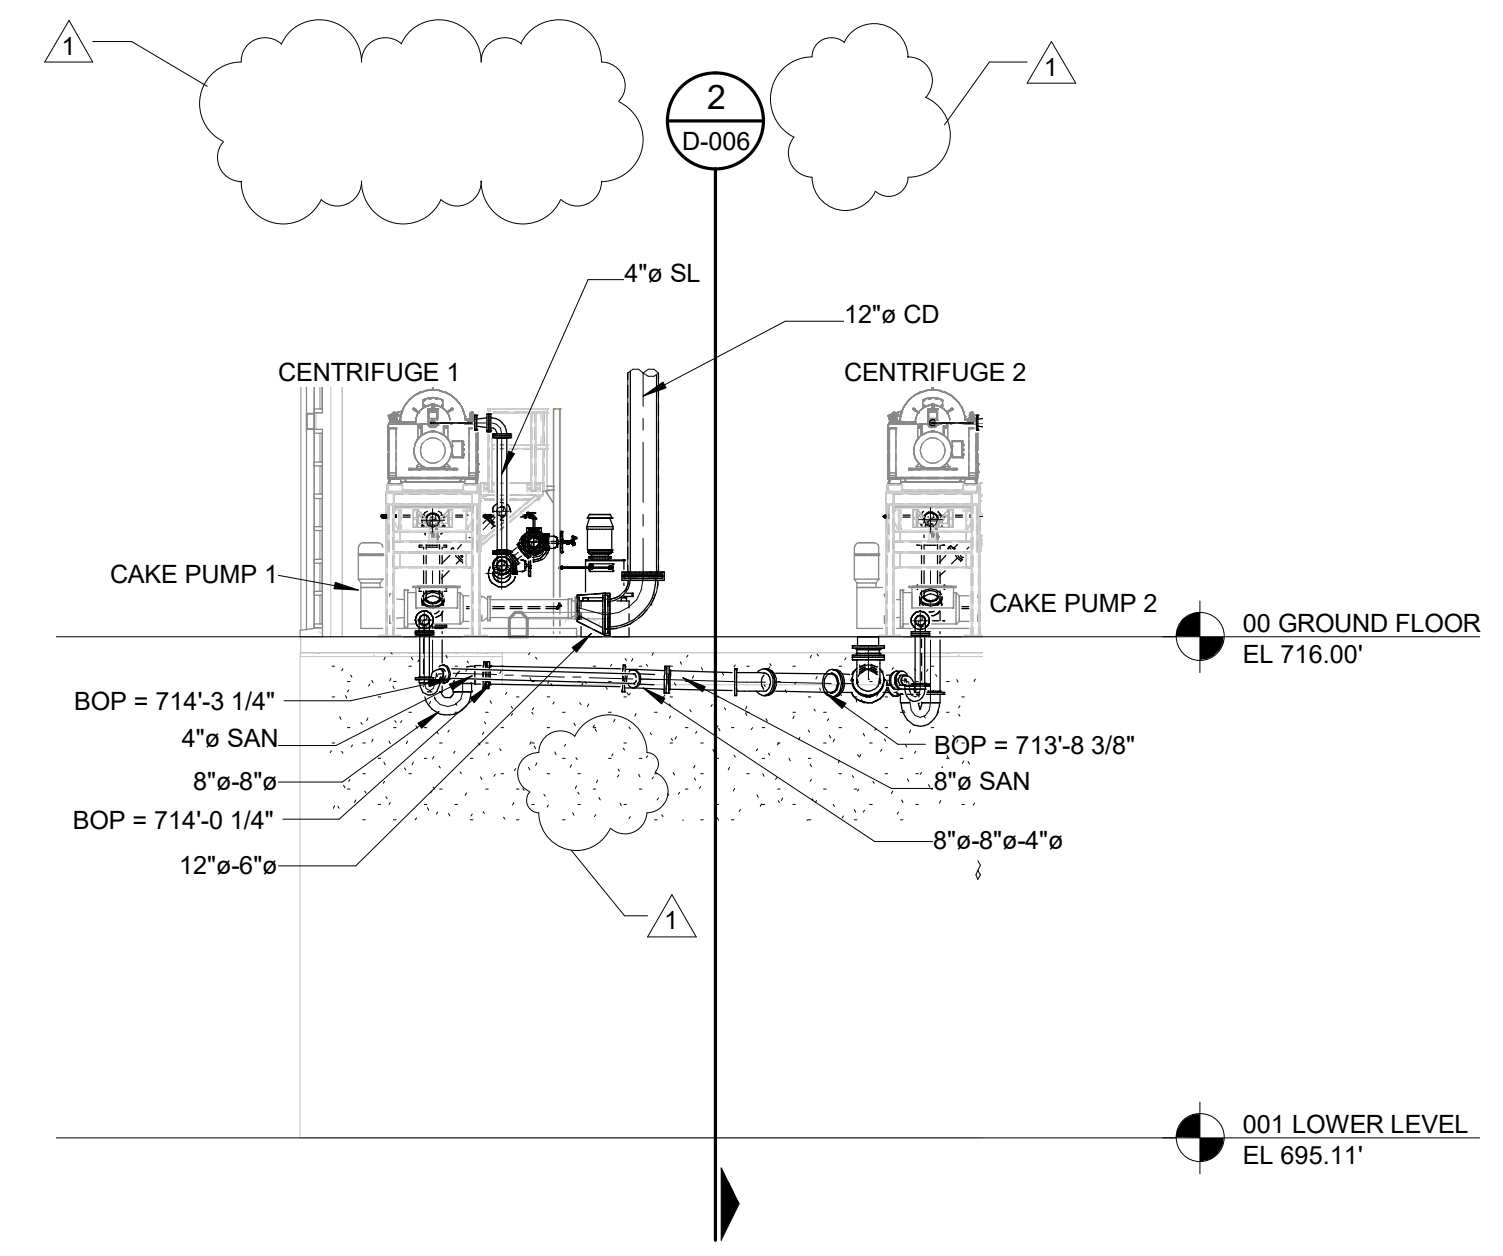 1
1
2
D-006
4"ø SL
12"ø CD
CENTRIFUGE 1
CENTRIFUGE 2
CAKE PUMP 1
CAKE PUMP 2
00 GROUND FLOOR
EL 716.00'
BOP = 714'-3 1/4"
4"ø SAN
8"ø-8"ø
BOP = 714'-0 1/4"
12"ø-6"ø
BOP = 713'-8 3/8"
8"ø SAN
8"ø-8"ø-4"ø
1
001 LOWER LEVEL
EL 695.11'